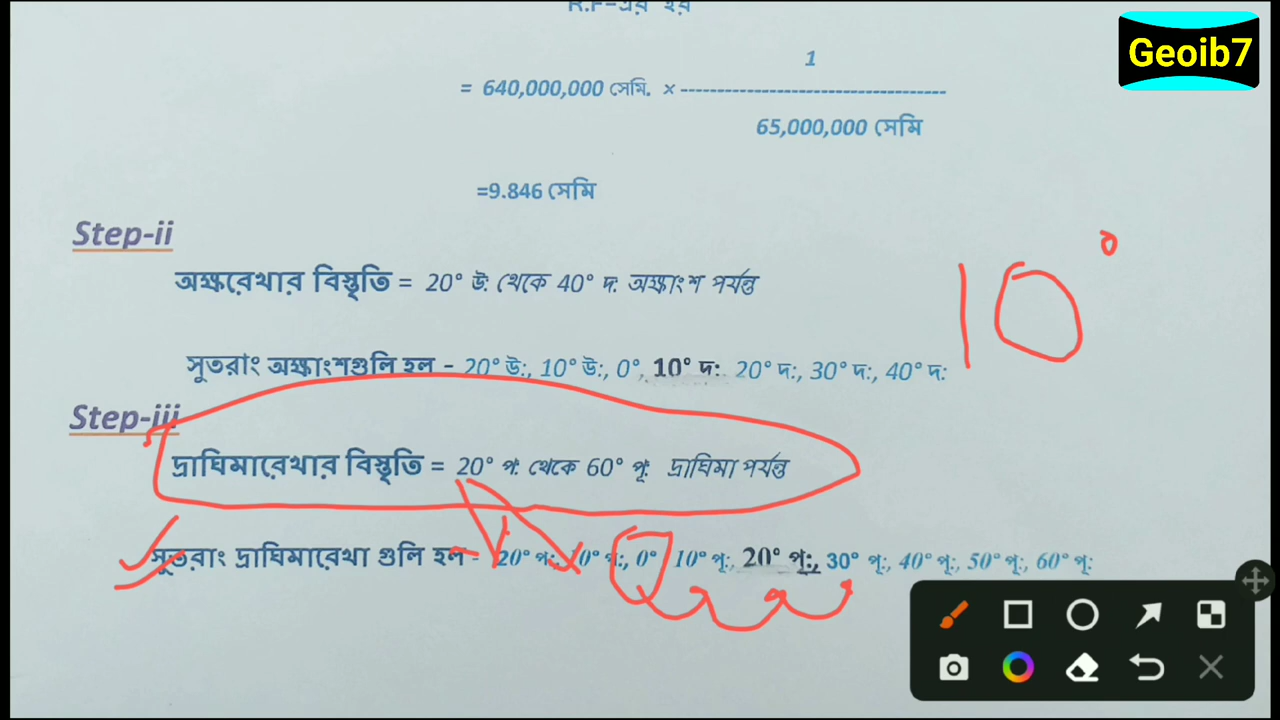 R.F-এর হর
Geoib7
1
= 640,000,000 সেমি. × ------------------------------------
65,000,000 সেমি
=9.846 সেমি
Step-ii
অক্ষরেখার বিস্তৃতি = 20° উ: থেকে 40° দ: অক্ষাংশ পর্যন্ত
10°
সুতরাং অক্ষাংশগুলি হল - 20° উ:, 10° উ:, 0°, 10° দ: 20° দ:, 30° দ:, 40° দ:
Step-iii
দ্রাঘিমারেখার বিস্তৃতি = 20° প: থেকে 60° পূ: দ্রাঘিমা পর্যন্ত
সুতরাং দ্রাঘিমারেখা গুলি হল - 20° প:, 10° প:, 0°, 10° পূ:, 20° পূ:, 30° পূ:, 40° পূ:, 50° পূ:, 60° পূ: